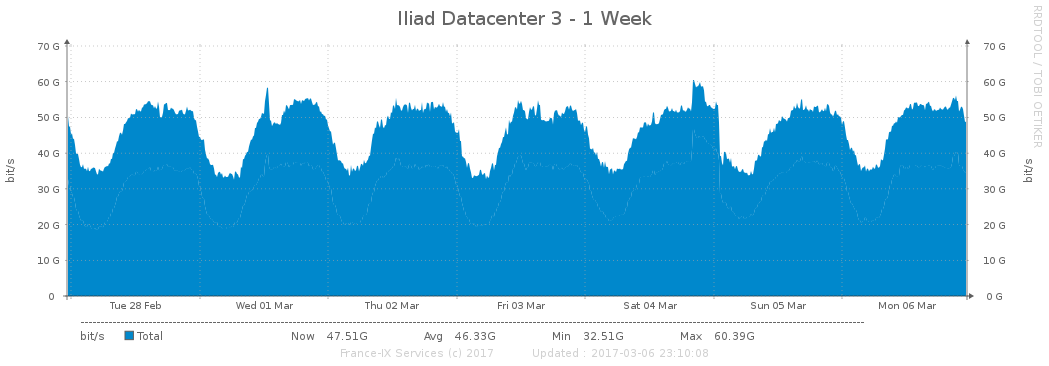 Iliad Datacenter 3 - 1 Week
RRDTOOL / TOBI OETIKER
70 G 70 G
60 G 60 G
50 G 50 G
40 G 40 G
30 G 30 G
20 G 20 G
10 G 10 G
0 0 G
bit/s bit/s
Tue 28 Feb Wed 01 Mar Thu 02 Mar Fri 03 Mar Sat 04 Mar Sun 05 Mar Mon 06 Mar
bit/s Total Now 47.51G Avg 46.33G Min 32.51G Max 60.39G
France-IX Services (c) 2017 Updated : 2017-03-06 23:10:08